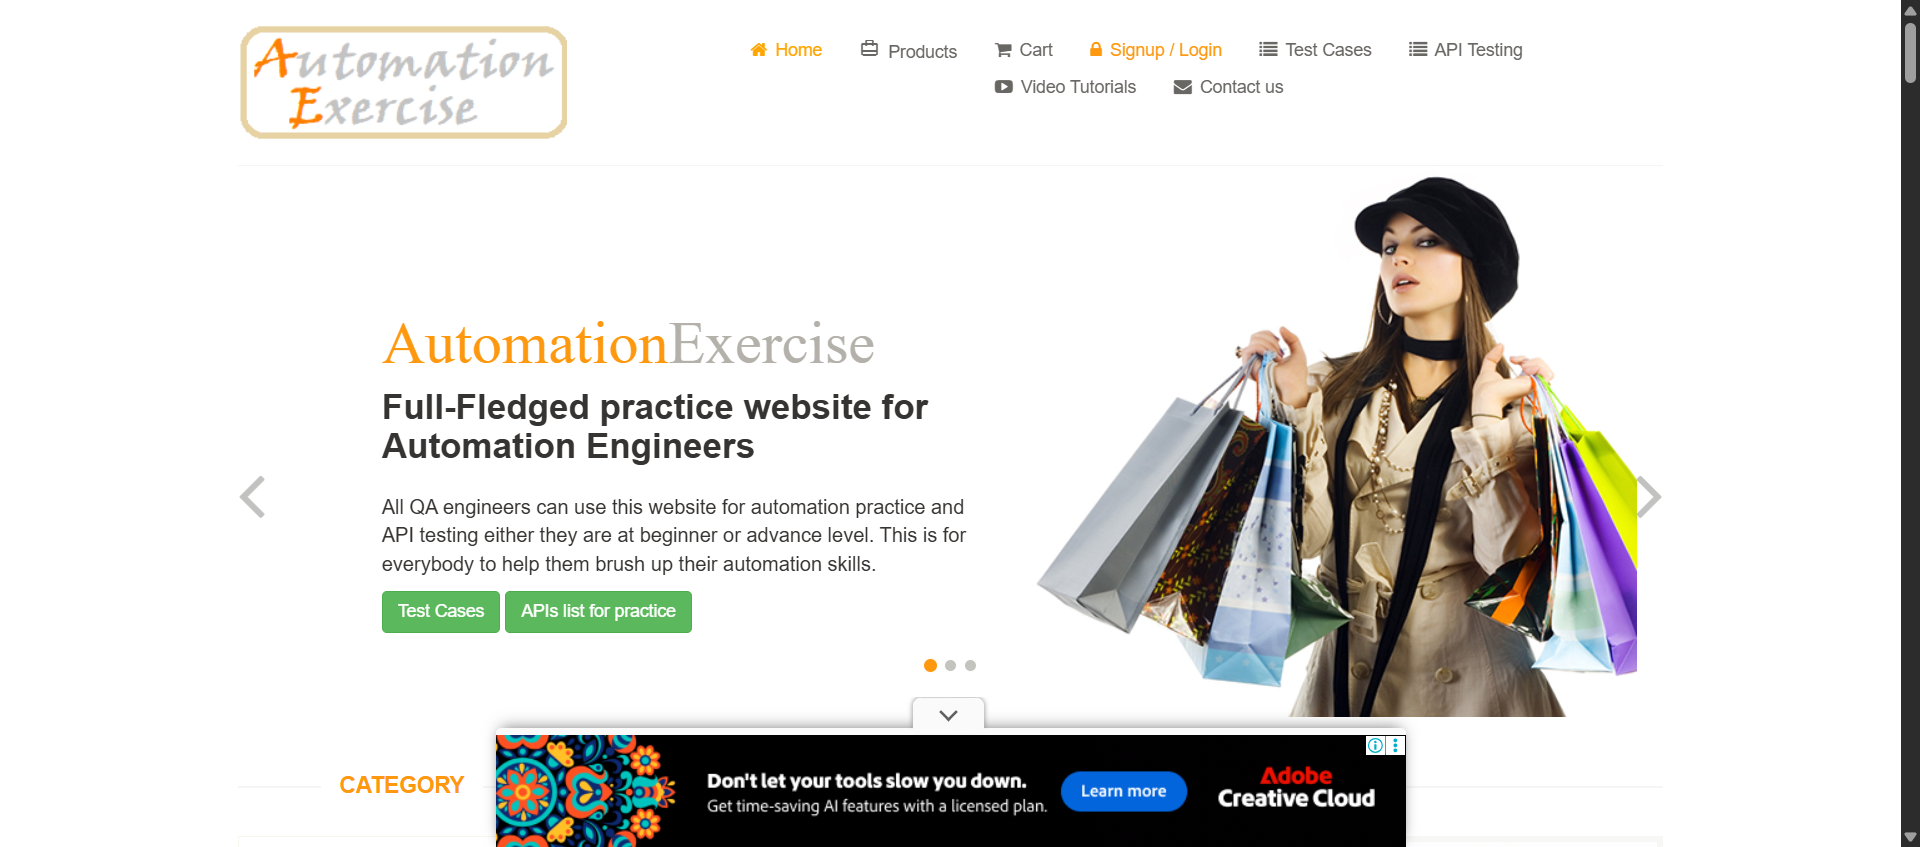 Automation
Exercise
Home
Products
Cart
Signup / Login
Test Cases
API Testing
Video Tutorials
Contact us
AutomationExercise
Full-Fledged practice website for
Automation Engineers
All QA engineers can use this website for automation practice and
API testing either they are at beginner or advance level. This is for
everybody to help them brush up their automation skills.
Test Cases
APIs list for practice
CATEGORY
Don't let your tools slow you down.
Get time-saving AI features with a licensed plan.
Learn more
Adobe
Creative Cloud